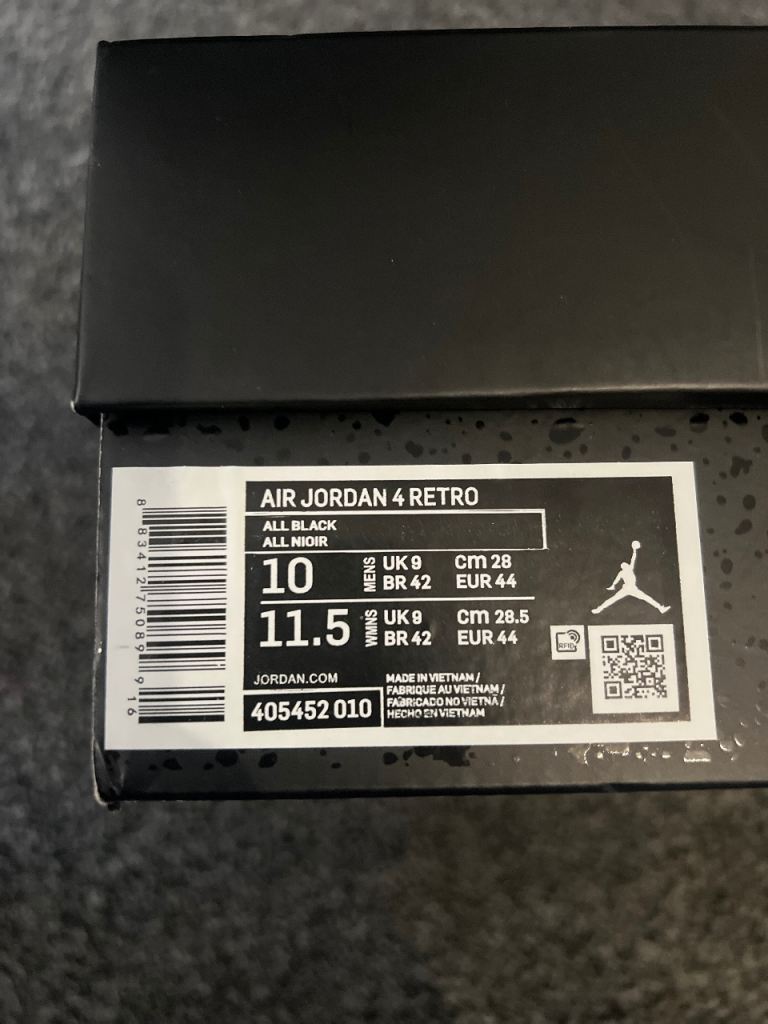 AIR JORDAN 4 RETRO
ALL BLACK
ALL NIOIR
10 MENS UK 9 cm 28
BR 42 EUR 44
11.5 WMNS UK 9 cm 28.5
BR 42 EUR 44
RFID
JORDAN.COM
405452 010
MADE IN VIETNAM /
FABRIQUE AU VIETNAM /
FABRICADO NO VIETNÃ /
HECHO EN VIETNAM
8 83412 75089 9 16